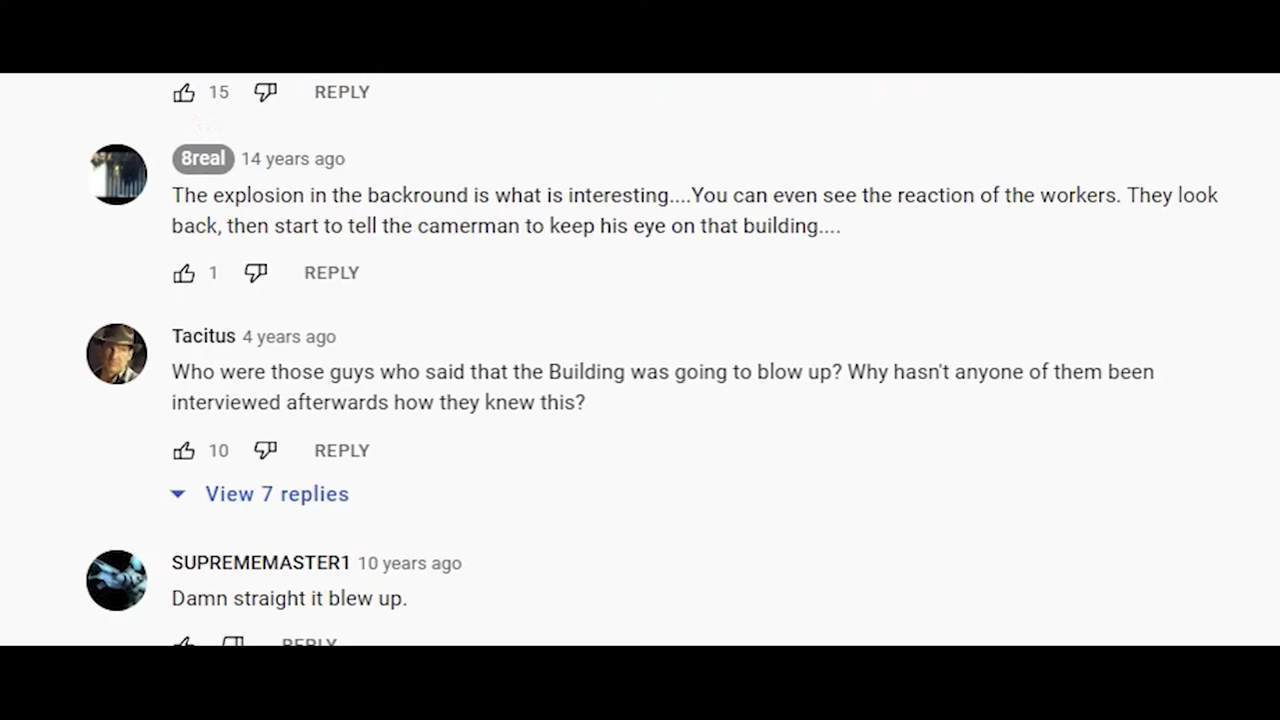 15 REPLY
8real 14 years ago
The explosion in the backround is what is interesting....You can even see the reaction of the workers. They look
back, then start to tell the camerman to keep his eye on that building....
1 REPLY
Tacitus 4 years ago
Who were those guys who said that the Building was going to blow up? Why hasn't anyone of them been
interviewed afterwards how they knew this?
10 REPLY
View 7 replies
SUPREMEMASTER1 10 years ago
Damn straight it blew up.
REPLY